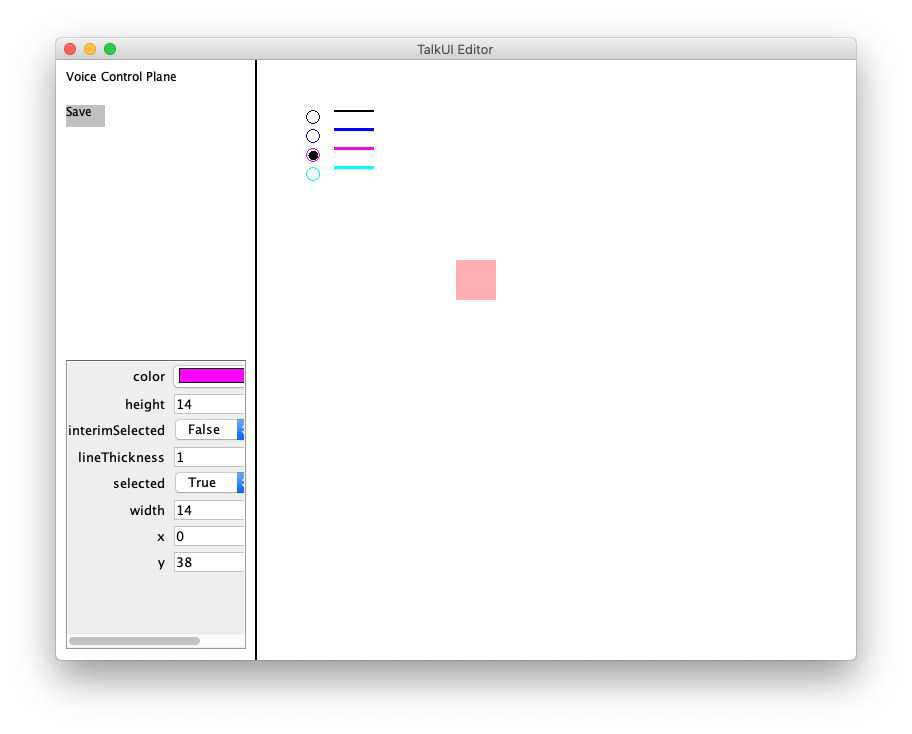 TalkUI Editor
Voice Control Plane
Save
color
height 14
interimSelected False
lineThickness 1
selected True
width 14
x 0
y 38